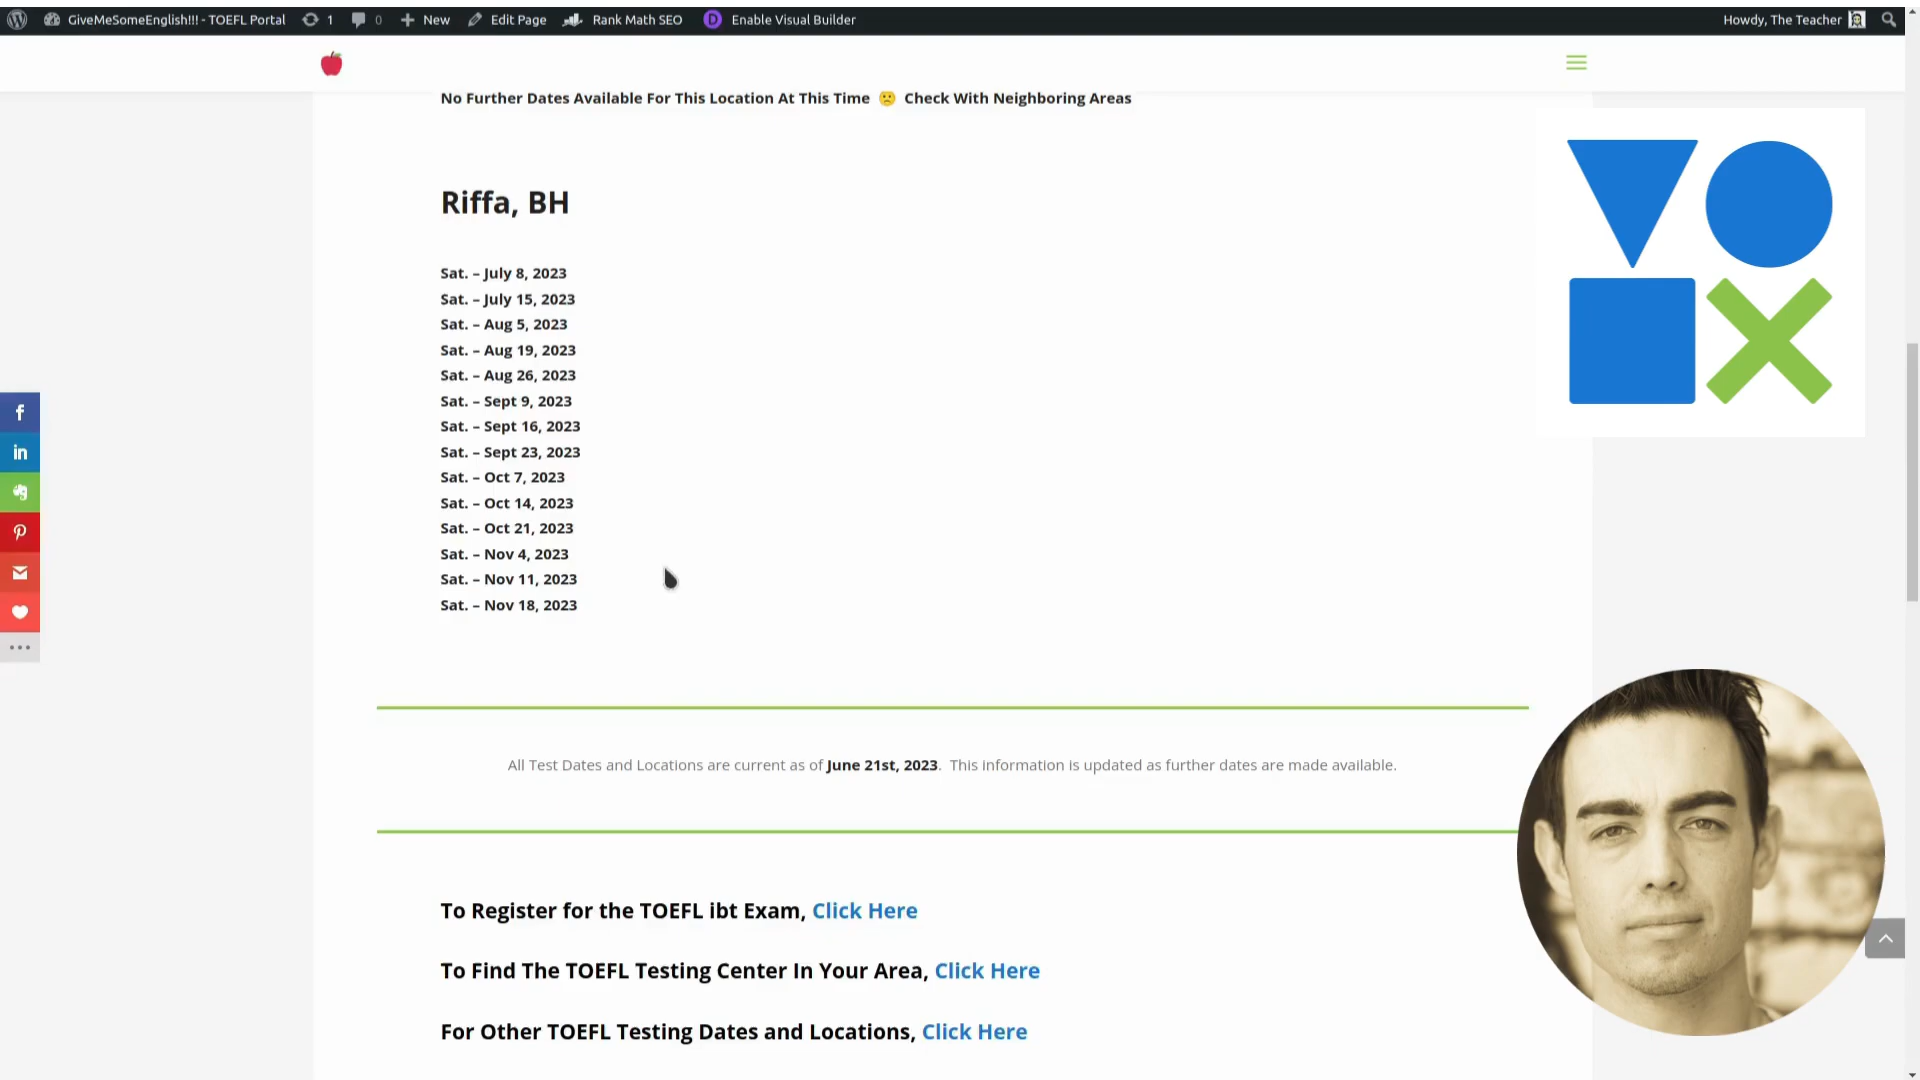 GiveMeSomeEnglish!!! - TOEFL Portal 1 0 New Edit Page Rank Math SEO D Enable Visual Builder Howdy, The Teacher
No Further Dates Available For This Location At This Time 🙁 Check With Neighboring Areas
Riffa, BH
Sat. – July 8, 2023
Sat. – July 15, 2023
Sat. – Aug 5, 2023
Sat. – Aug 19, 2023
Sat. – Aug 26, 2023
Sat. – Sept 9, 2023
Sat. – Sept 16, 2023
Sat. – Sept 23, 2023
Sat. – Oct 7, 2023
Sat. – Oct 14, 2023
Sat. – Oct 21, 2023
Sat. – Nov 4, 2023
Sat. – Nov 11, 2023
Sat. – Nov 18, 2023
All Test Dates and Locations are current as of June 21st, 2023. This information is updated as further dates are made available.
To Register for the TOEFL ibt Exam, Click Here
To Find The TOEFL Testing Center In Your Area, Click Here
For Other TOEFL Testing Dates and Locations, Click Here